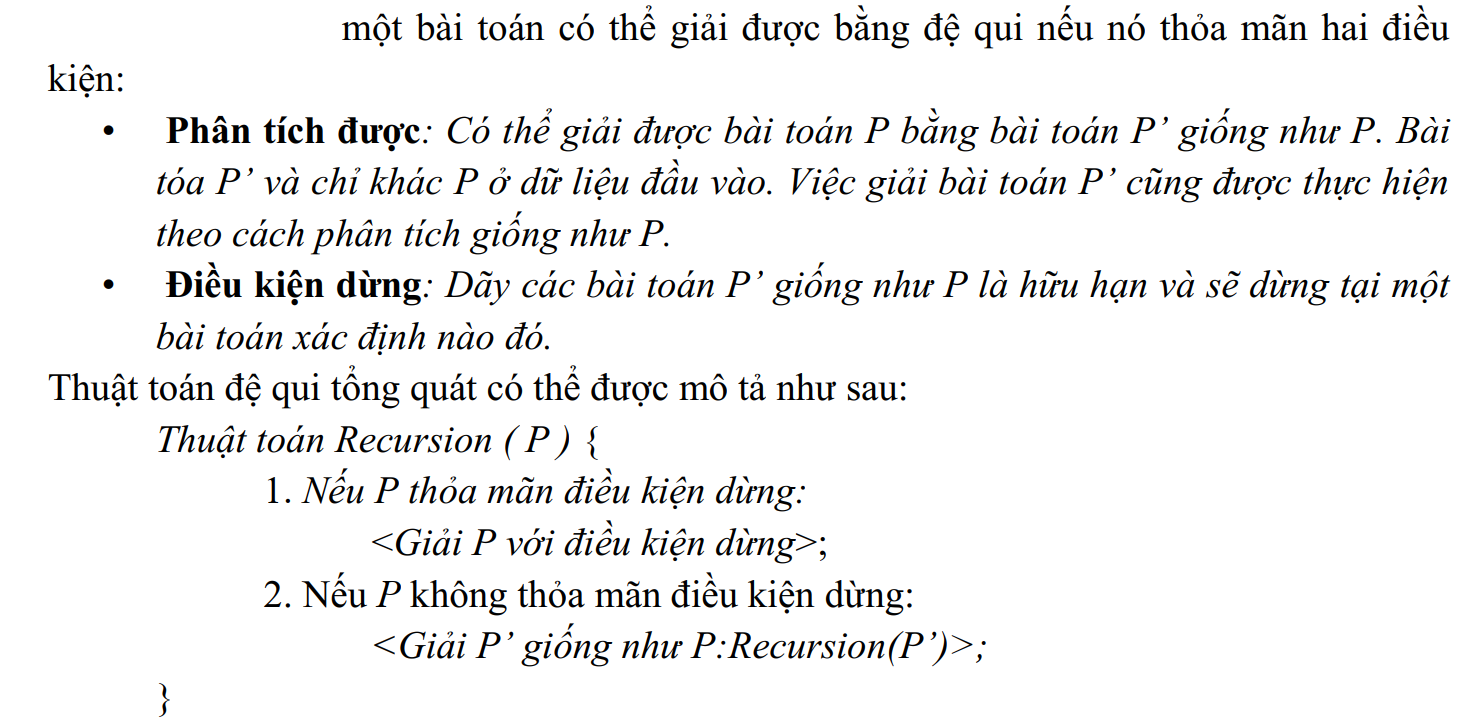 một bài toán có thể giải được bằng đệ qui nếu nó thỏa mãn hai điều
kiện:
• Phân tích được: Có thể giải được bài toán P bằng bài toán P’ giống như P. Bài
tóa P’ và chỉ khác P ở dữ liệu đầu vào. Việc giải bài toán P’ cũng được thực hiện
theo cách phân tích giống như P.
• Điều kiện dừng: Dãy các bài toán P’ giống như P là hữu hạn và sẽ dừng tại một
bài toán xác định nào đó.
Thuật toán đệ qui tổng quát có thể được mô tả như sau:
Thuật toán Recursion ( P ) {
1. Nếu P thỏa mãn điều kiện dừng:
<Giải P với điều kiện dừng>;
2. Nếu P không thỏa mãn điều kiện dừng:
<Giải P’ giống như P:Recursion(P’)>;
}